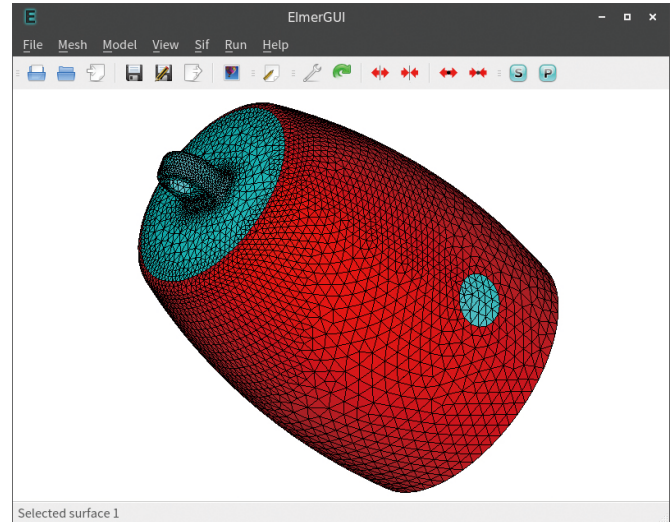 E
ElmerGUI
File Mesh Model View Sif Run Help
S P
Selected surface 1